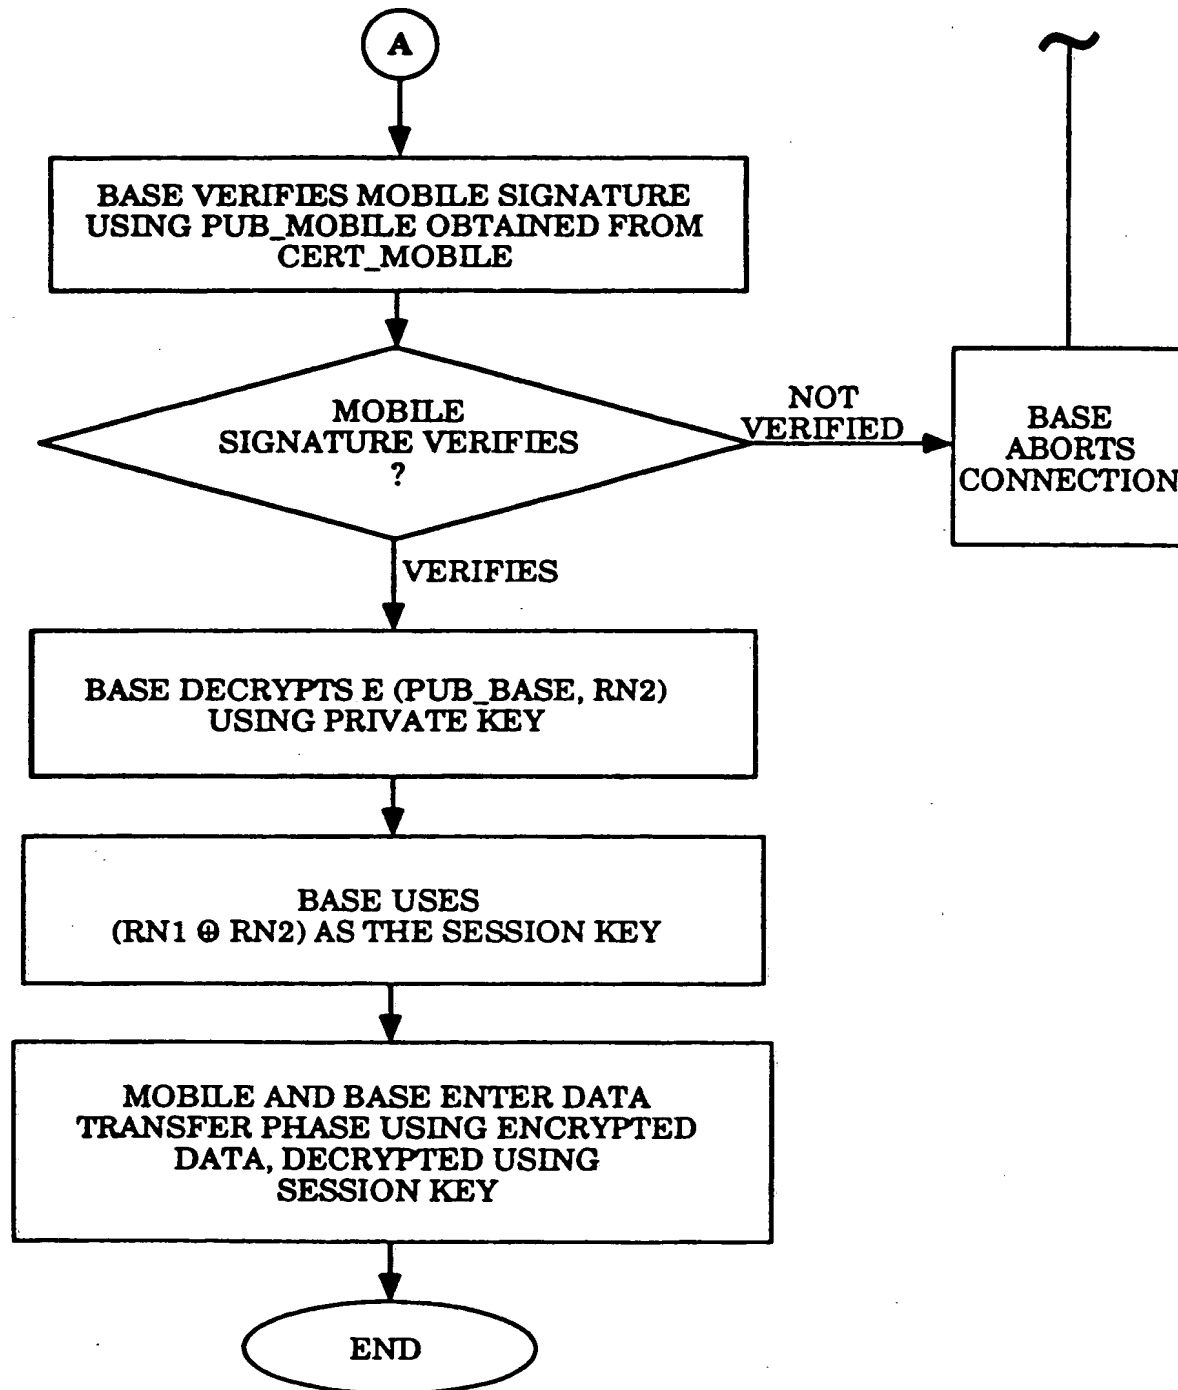 A
BASE VERIFIES MOBILE SIGNATURE
USING PUB_MOBILE OBTAINED FROM
CERT_MOBILE
MOBILE
SIGNATURE VERIFIES
?
NOT
VERIFIED
BASE
ABORTS
CONNECTION
VERIFIES
BASE DECRYPTS E (PUB_BASE, RN2)
USING PRIVATE KEY
BASE USES
(RN1 ⊕ RN2) AS THE SESSION KEY
MOBILE AND BASE ENTER DATA
TRANSFER PHASE USING ENCRYPTED
DATA, DECRYPTED USING
SESSION KEY
END